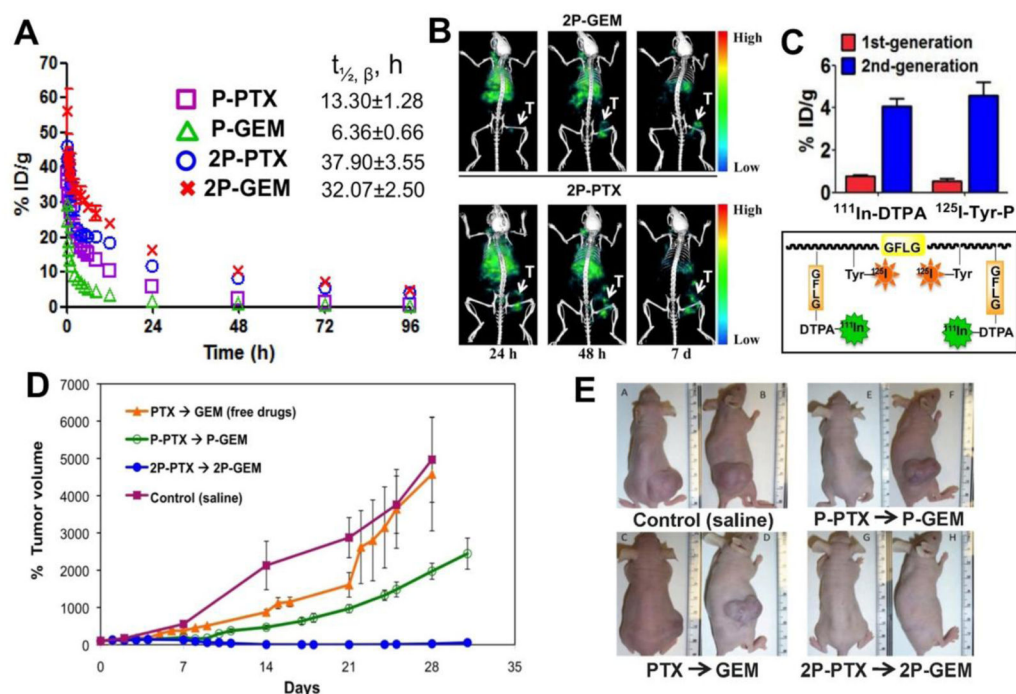 A
% ID/g
70
60
50
40
30
20
10
0
0
24
48
72
96
Time (h)
t½, β, h
P-PTX 13.30±1.28
P-GEM 6.36±0.66
2P-PTX 37.90±3.55
2P-GEM 32.07±2.50
B
2P-GEM
High
T
T
T
Low
2P-PTX
High
T
T
T
Low
24 h
48 h
7 d
C
1st-generation
2nd-generation
% ID/g
6
4
2
0
111In-DTPA
125I-Tyr-P
GFLG
Tyr
125I
125I
Tyr
GFLG
GFLG
DTPA
111In
111In
DTPA
D
% Tumor volume
7000
6000
5000
4000
3000
2000
1000
0
PTX → GEM (free drugs)
P-PTX → P-GEM
2P-PTX → 2P-GEM
Control (saline)
0
7
14
21
28
35
Days
E
A
B
E
F
Control (saline)
P-PTX → P-GEM
C
D
G
H
PTX → GEM
2P-PTX → 2P-GEM